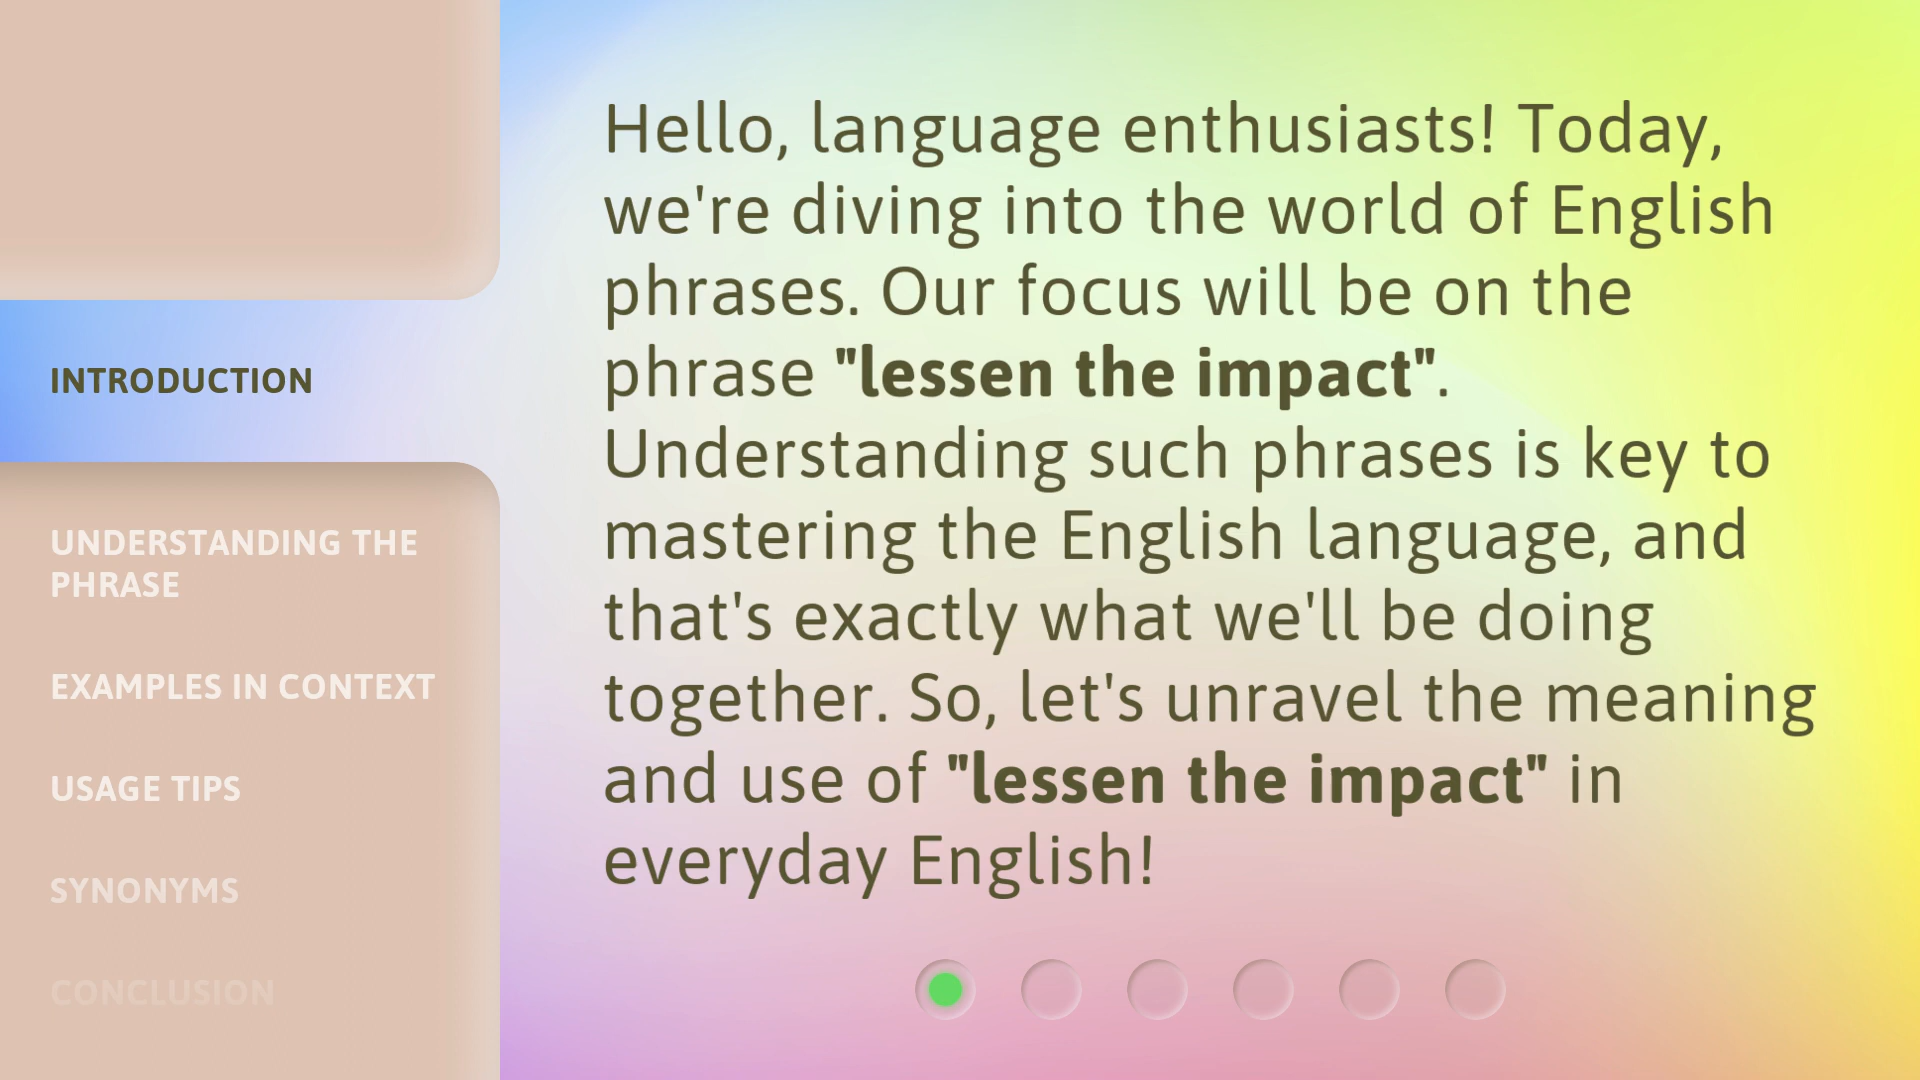 INTRODUCTION
UNDERSTANDING THE
PHRASE
EXAMPLES IN CONTEXT
USAGE TIPS
SYNONYMS
CONCLUSION
Hello, language enthusiasts! Today,
we're diving into the world of English
phrases. Our focus will be on the
phrase "lessen the impact".
Understanding such phrases is key to
mastering the English language, and
that's exactly what we'll be doing
together. So, let's unravel the meaning
and use of "lessen the impact" in
everyday English!